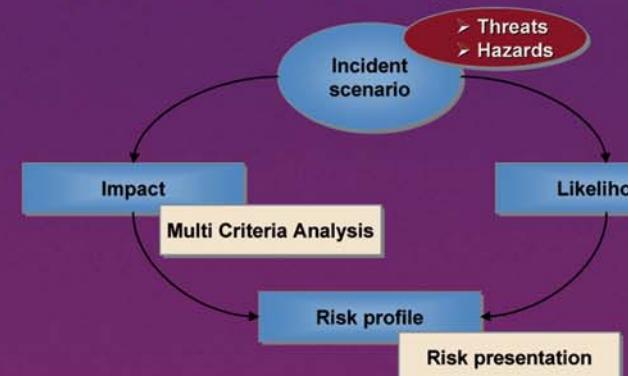 ➢ Threats
➢ Hazards
Incident
scenario
Impact
Likeliho
Multi Criteria Analysis
Risk profile
Risk presentation